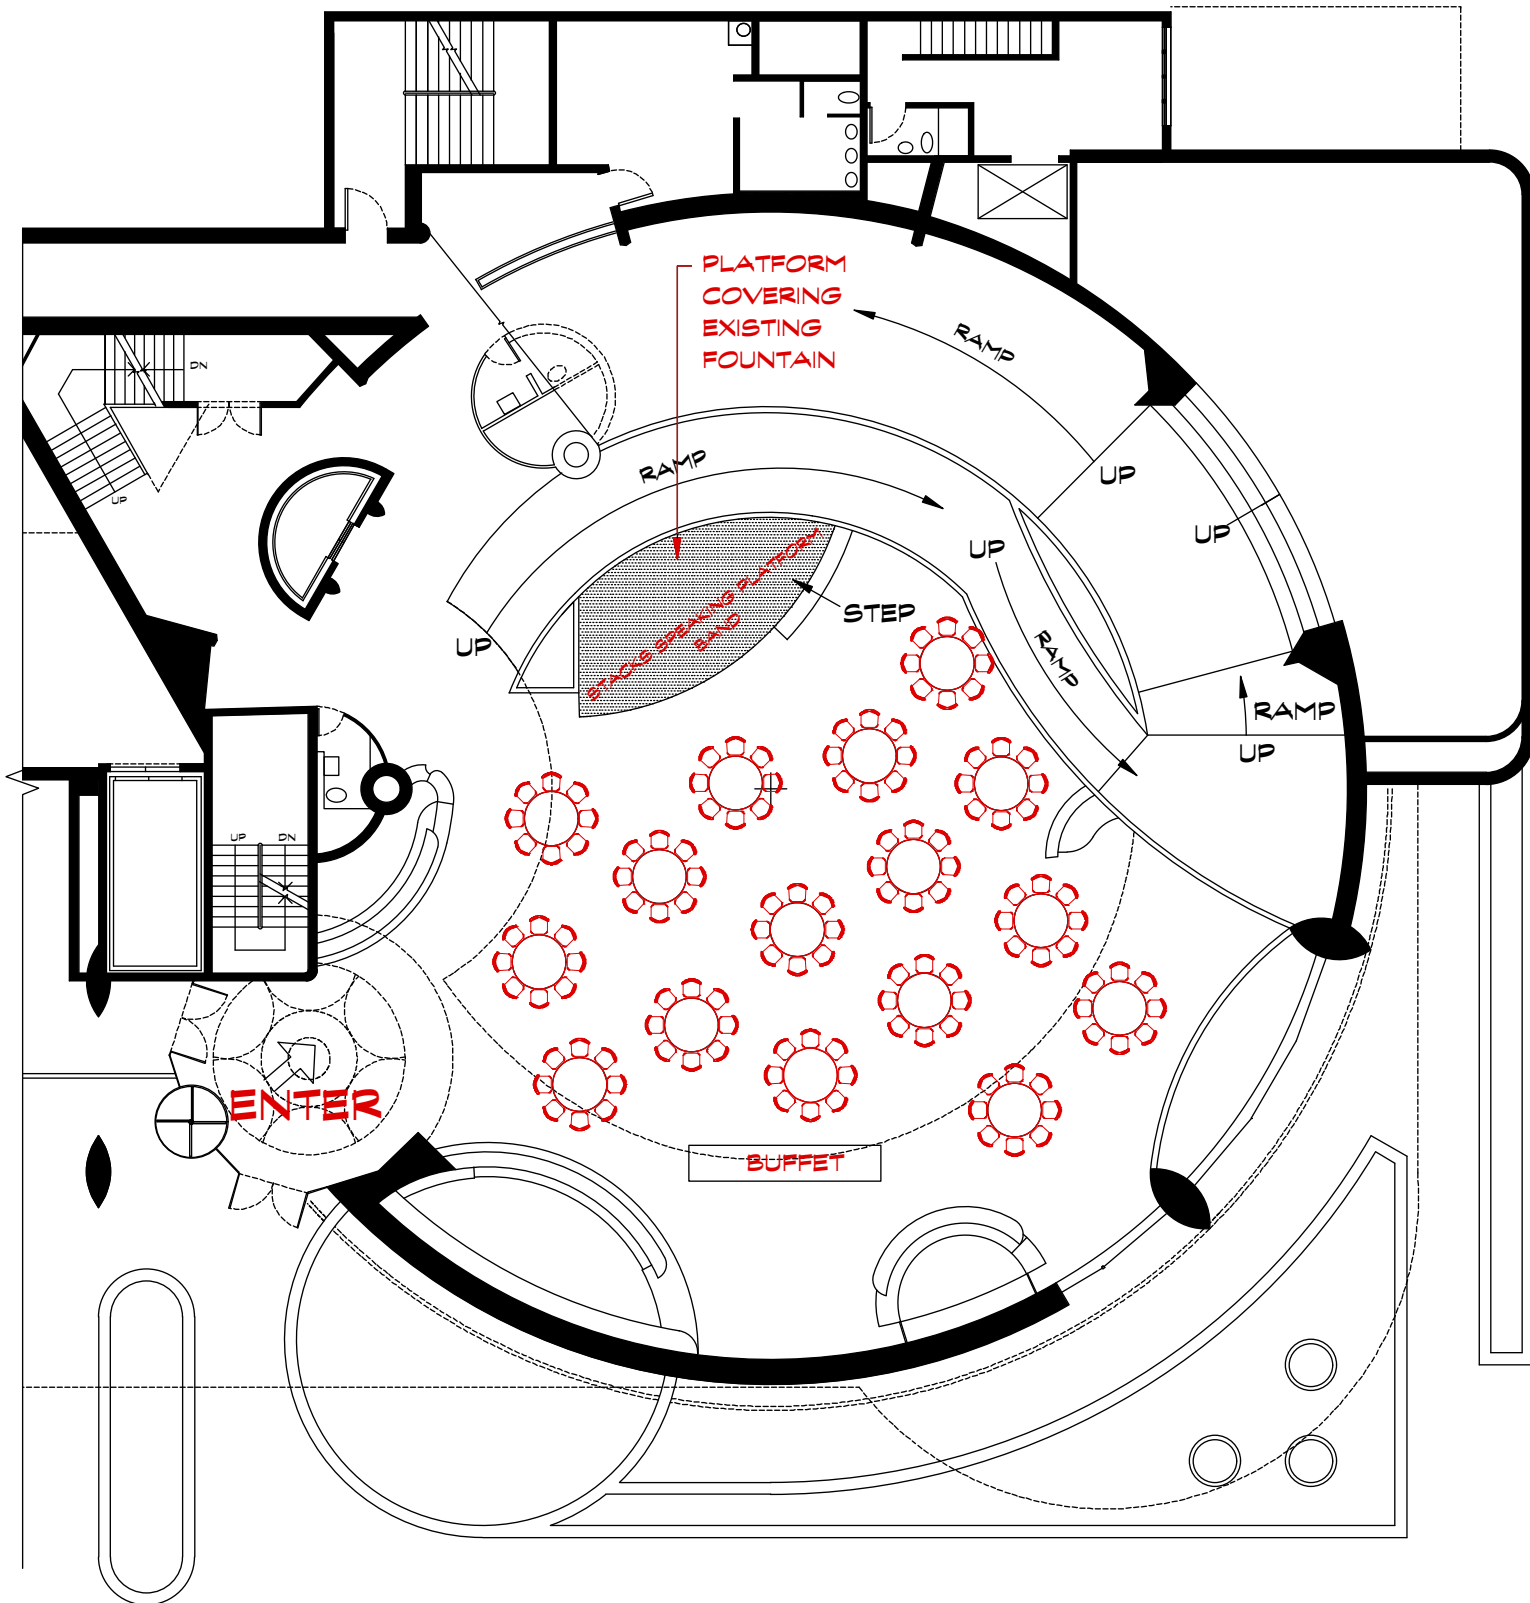 PLATFORM
COVERING
EXISTING
FOUNTAIN
RAMP
DN
RAMP
UP
UP
UP
UP
STACKS SPEAKING PLATFORM
BAND
STEP
UP
RAMP
RAMP
UP
UP
DN
ENTER
BUFFET